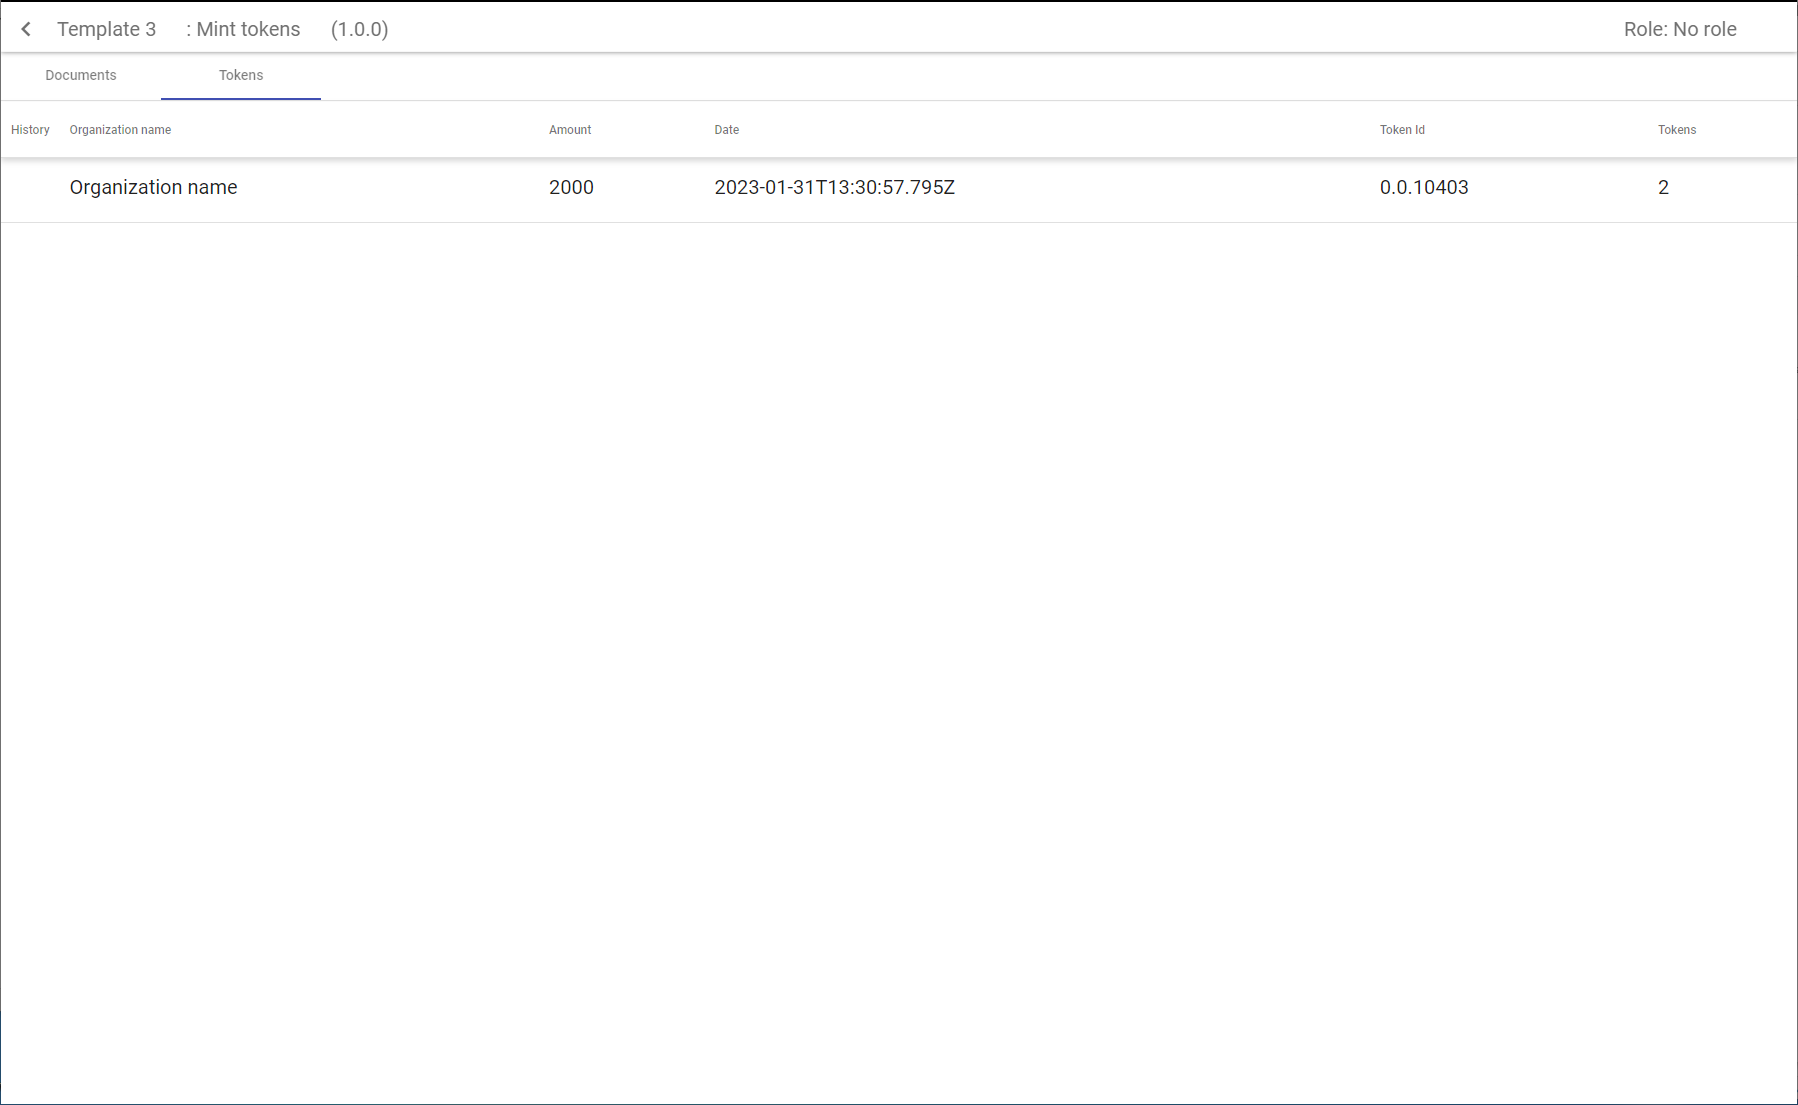 Template 3 : Mint tokens (1.0.0) Role: No role
Documents Tokens
History Organization name Amount Date Token Id Tokens
Organization name 2000 2023-01-31T13:30:57.795Z 0.0.10403 2